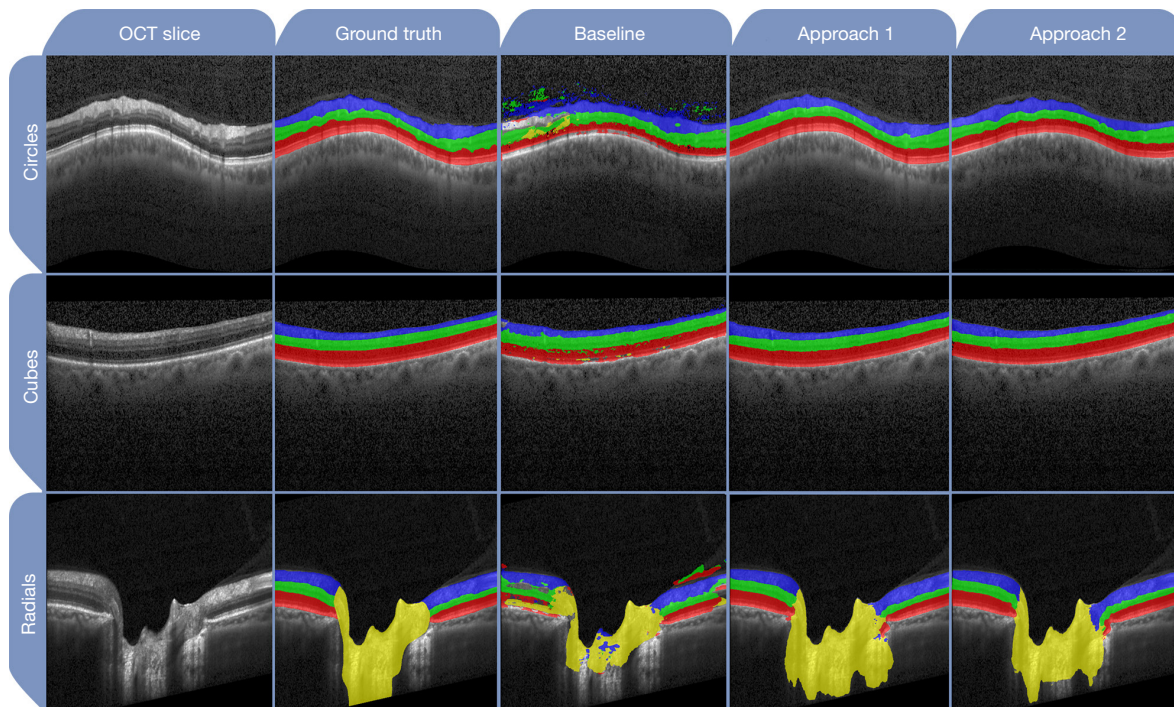 OCT slice
Ground truth
Baseline
Approach 1
Approach 2
Circles
Cubes
Radials